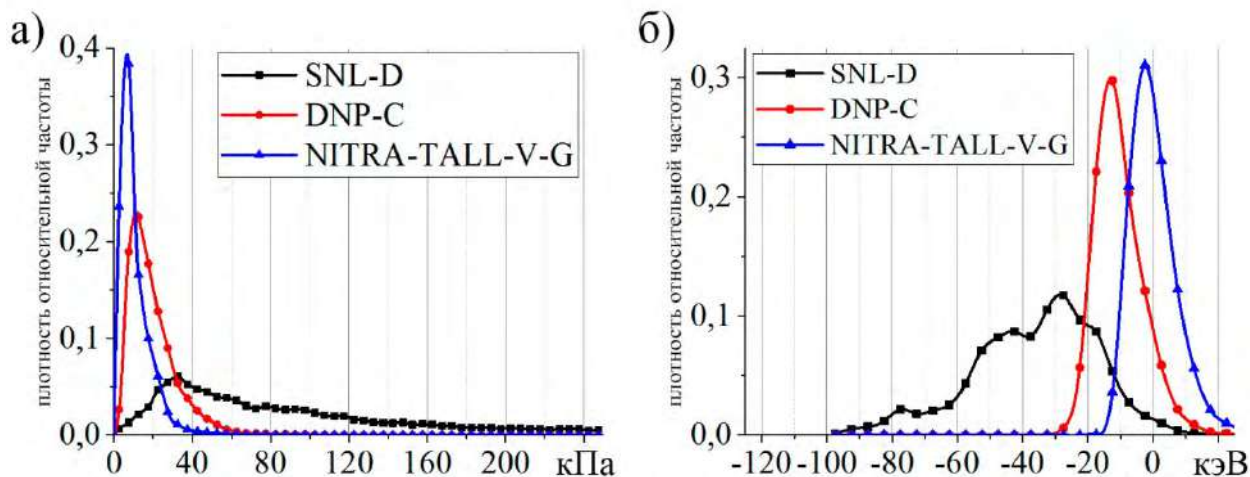 а)
плотность относительной частоты
0,4
0,3
0,2
0,1
0,0
SNL-D
DNP-C
NITRA-TALL-V-G
0 40 80 120 160 200 кПа
б)
плотность относительной частоты
0,3
0,2
0,1
0,0
SNL-D
DNP-C
NITRA-TALL-V-G
-120 -100 -80 -60 -40 -20 0 кэВ